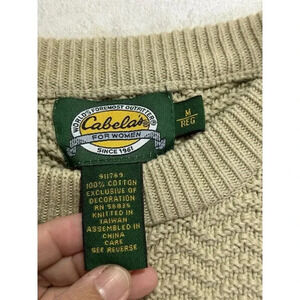 WORLD'S FOREMOST OUTFITTER
Cabela's
FOR WOMEN
SINCE 1961
M
REG
911769
100% COTTON
EXCLUSIVE OF
DECORATION
RN 56835
KNITTED IN
TAIWAN
ASSEMBLED IN
CHINA
CARE
SEE REVERSE